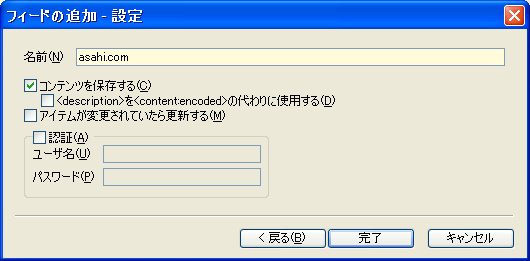 フィードの追加 - 設定
名前(N) asahi.com
コンテンツを保存する(C)
<description>を<contentencoded>の代わりに使用する(D)
アイテムが変更されていたら更新する(M)
認証(A)
ユーザ名(U)
パスワード(P)
< 戻る(B) 完了 キャンセル